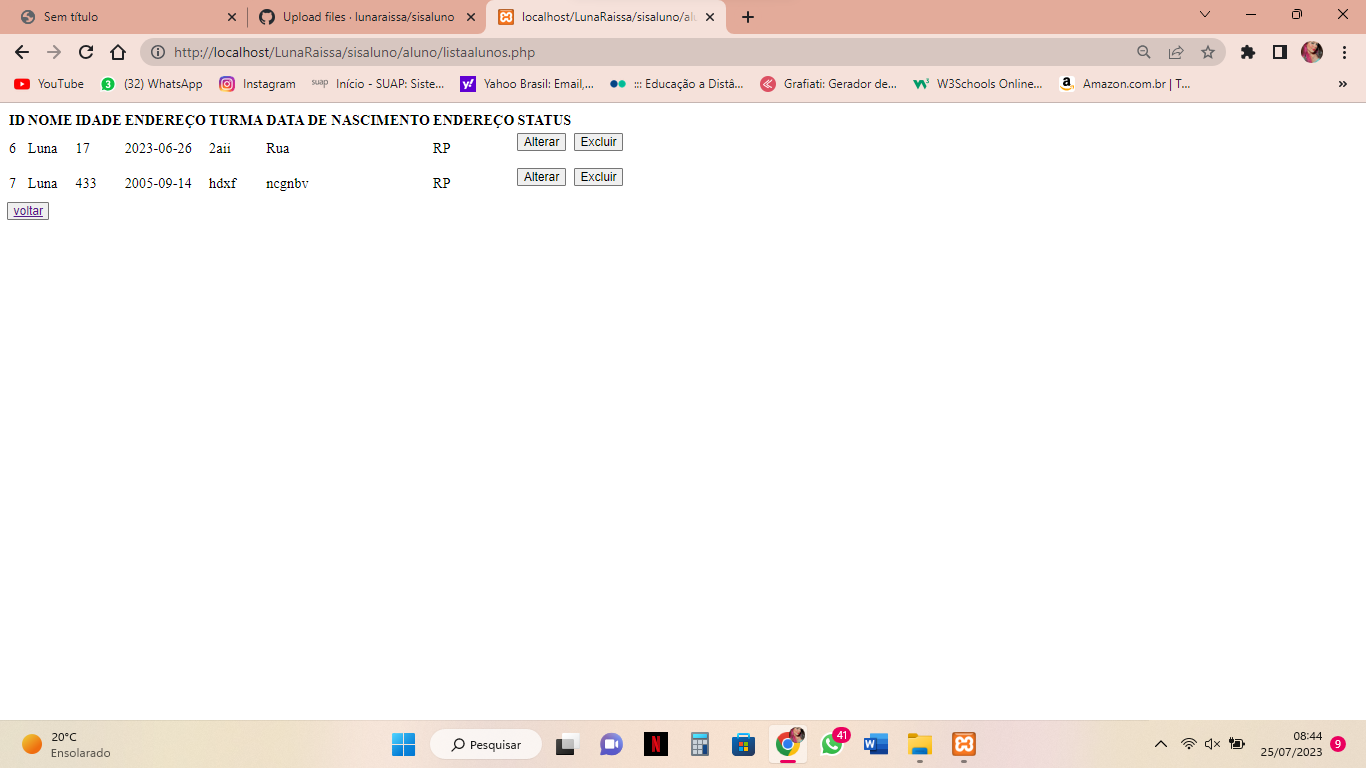 Sem título
Upload files · lunaraissa/sisaluno
localhost/LunaRaissa/sisaluno/alu
http://localhost/LunaRaissa/sisaluno/aluno/listaalunos.php
YouTube
3 (32) WhatsApp
Instagram
suap Início - SUAP: Siste...
y! Yahoo Brasil: Email,...
::: Educação a Distâ...
Grafiati: Gerador de...
W3 W3Schools Online...
a Amazon.com.br | T...
»
ID NOME IDADE ENDEREÇO TURMA DATA DE NASCIMENTO ENDEREÇO STATUS
6 Luna 17 2023-06-26 2aii Rua RP Alterar Excluir
7 Luna 433 2005-09-14 hdxf ncgnbv RP Alterar Excluir
voltar
20°C
Ensolarado
Pesquisar
N
41
W
08:44
25/07/2023
9